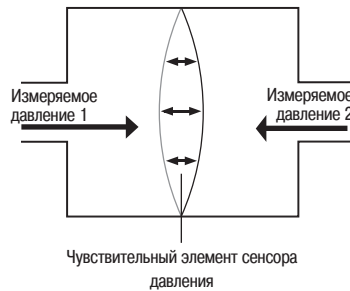 Измеряемое
давление 1
Измеряемое
давление 2
Чувствительный элемент сенсора
давления